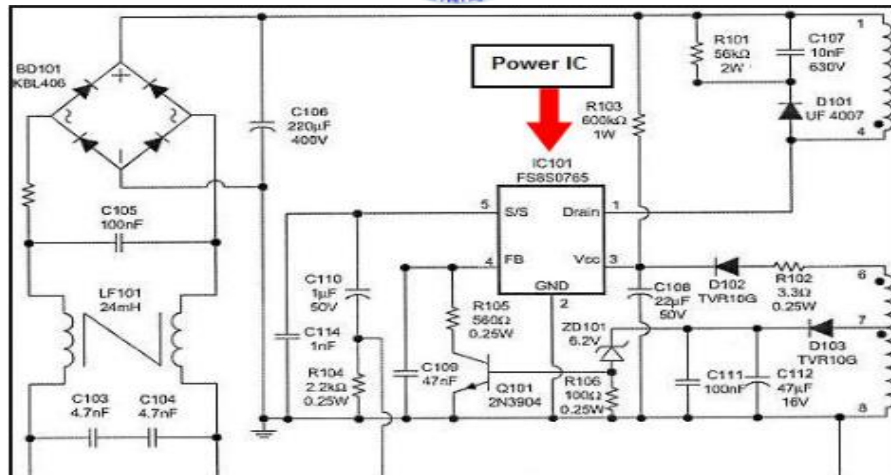 1
R101
56kΩ
2W
C107
10nF
630V
BD101
KBL406
Power IC
C106
220µF
400V
R103
600kΩ
1W
D101
UF 4007
4
IC101
FS8S0765
C105
100nF
5
S/S
Drain
1
4
FB
Vcc
3
GND
2
6
D102
TVR10G
R102
3.3Ω
0.25W
C110
1µF
50V
C108
22µF
50V
LF101
24mH
R105
560Ω
0.25W
ZD101
6.2V
7
D103
TVR10G
C114
1nF
R104
2.2kΩ
0.25W
C109
47nF
Q101
2N3904
R106
100Ω
0.25W
C111
100nF
C112
47µF
16V
C103
4.7nF
C104
4.7nF
8